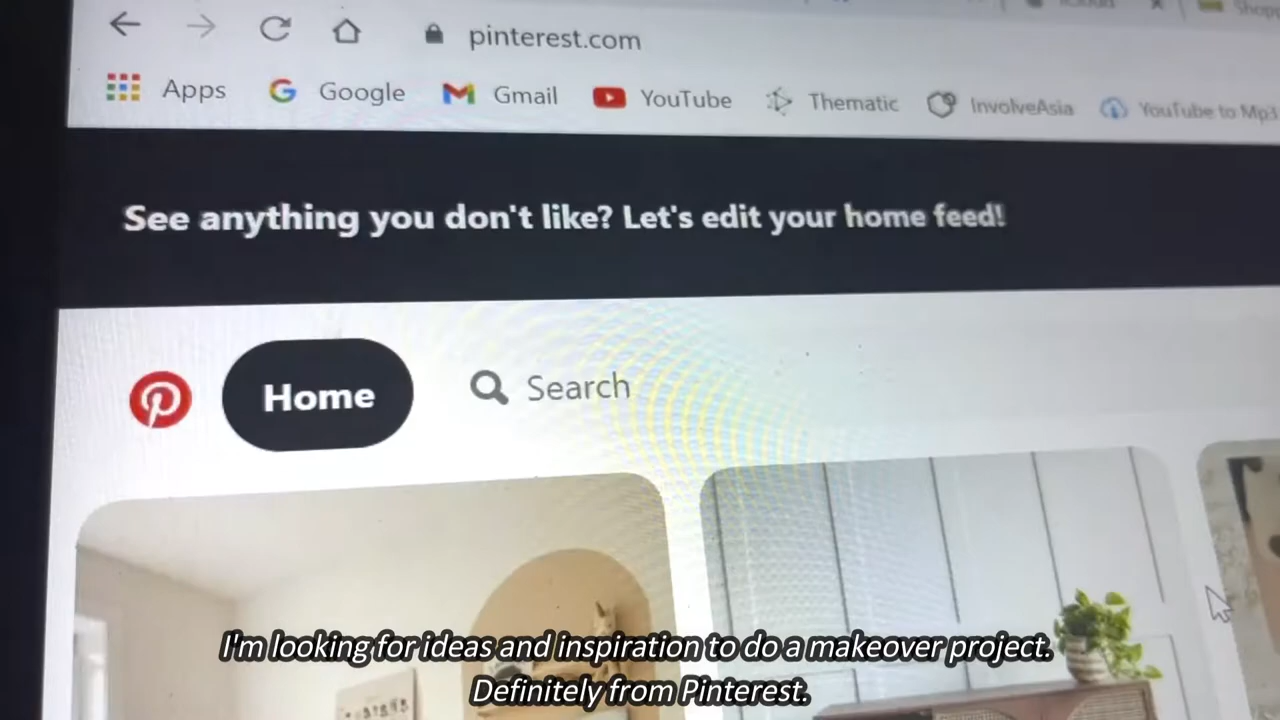 pinterest.com
Apps Google Gmail YouTube Thematic InvolveAsia YouTube to Mp3
See anything you don't like? Let's edit your home feed!
Home Search
I'm looking for ideas and inspiration to do a makeover project.
Definitely from Pinterest.